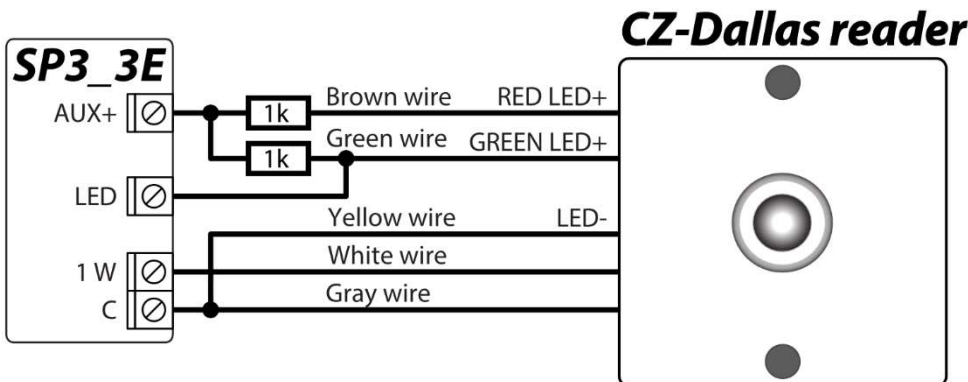 CZ-Dallas reader
SP3_3E
AUX+ 1k Brown wire RED LED+
1k Green wire GREEN LED+
LED
Yellow wire LED-
1 W White wire
C Gray wire